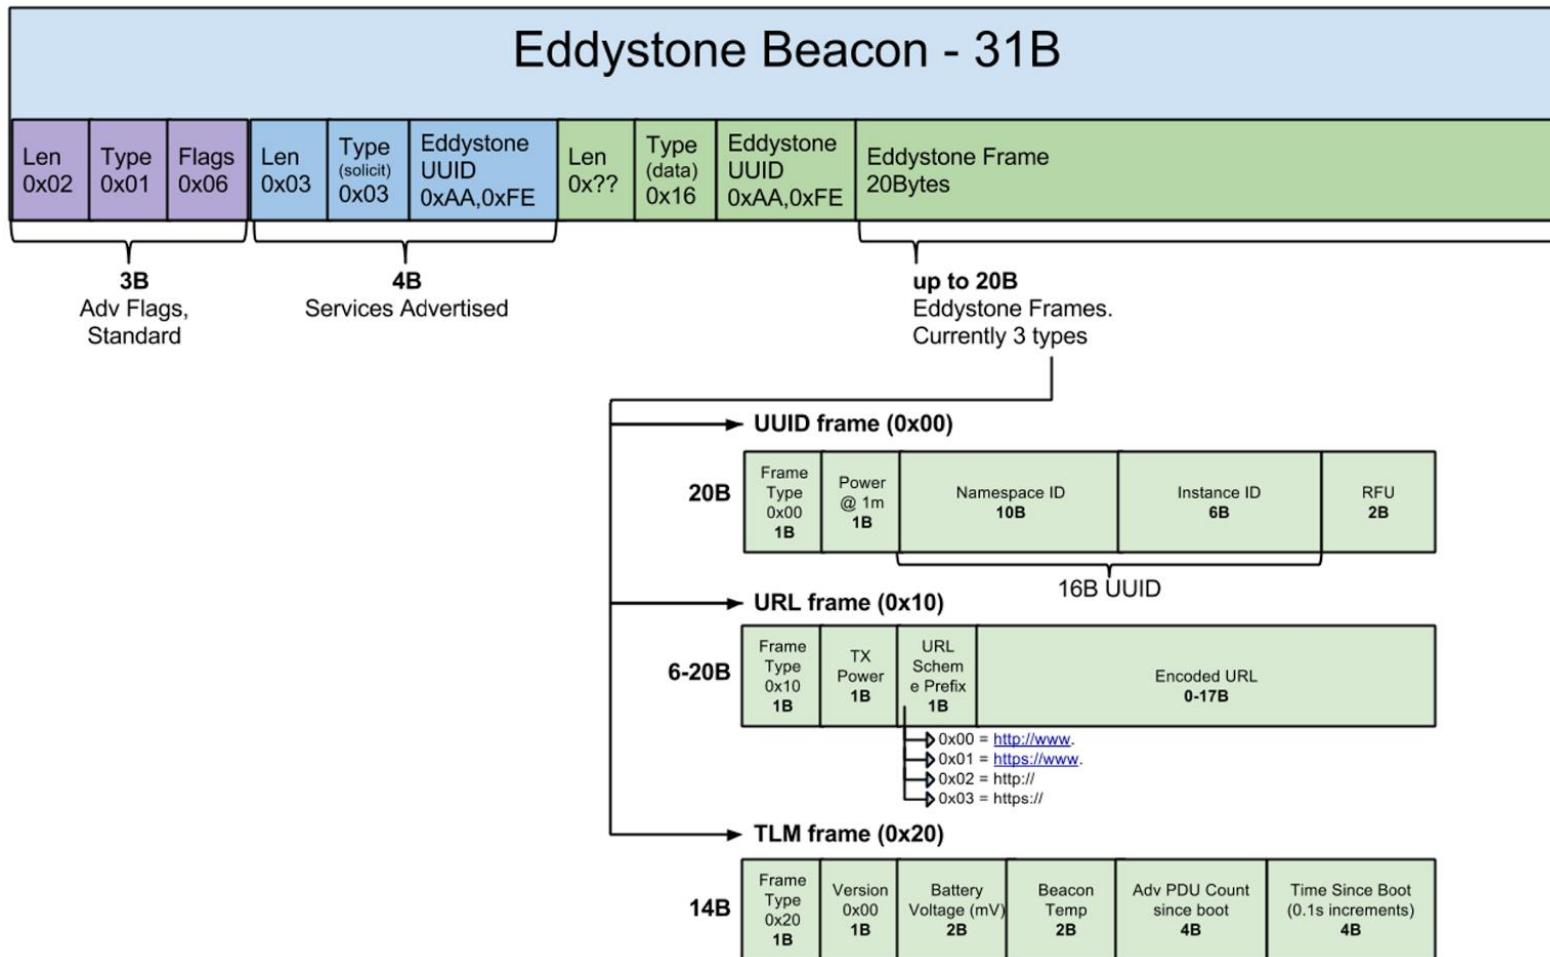 Eddystone Beacon - 31B
Len
0x02
Type
0x01
Flags
0x06
Len
0x03
Type
(solicit)
0x03
Eddystone
UUID
0xAA,0xFE
Len
0x??
Type
(data)
0x16
Eddystone
UUID
0xAA,0xFE
Eddystone Frame
20Bytes
3B
Adv Flags,
Standard
4B
Services Advertised
up to 20B
Eddystone Frames.
Currently 3 types
UUID frame (0x00)
20B
Frame
Type
0x00
1B
Power
@ 1m
1B
Namespace ID
10B
Instance ID
6B
RFU
2B
16B UUID
URL frame (0x10)
6-20B
Frame
Type
0x10
1B
TX
Power
1B
URL
Schem
e Prefix
1B
Encoded URL
0-17B
0x00 = http://www.
0x01 = https://www.
0x02 = http://
0x03 = https://
TLM frame (0x20)
14B
Frame
Type
0x20
1B
Version
0x00
1B
Battery
Voltage (mV)
2B
Beacon
Temp
2B
Adv PDU Count
since boot
4B
Time Since Boot
(0.1s increments)
4B